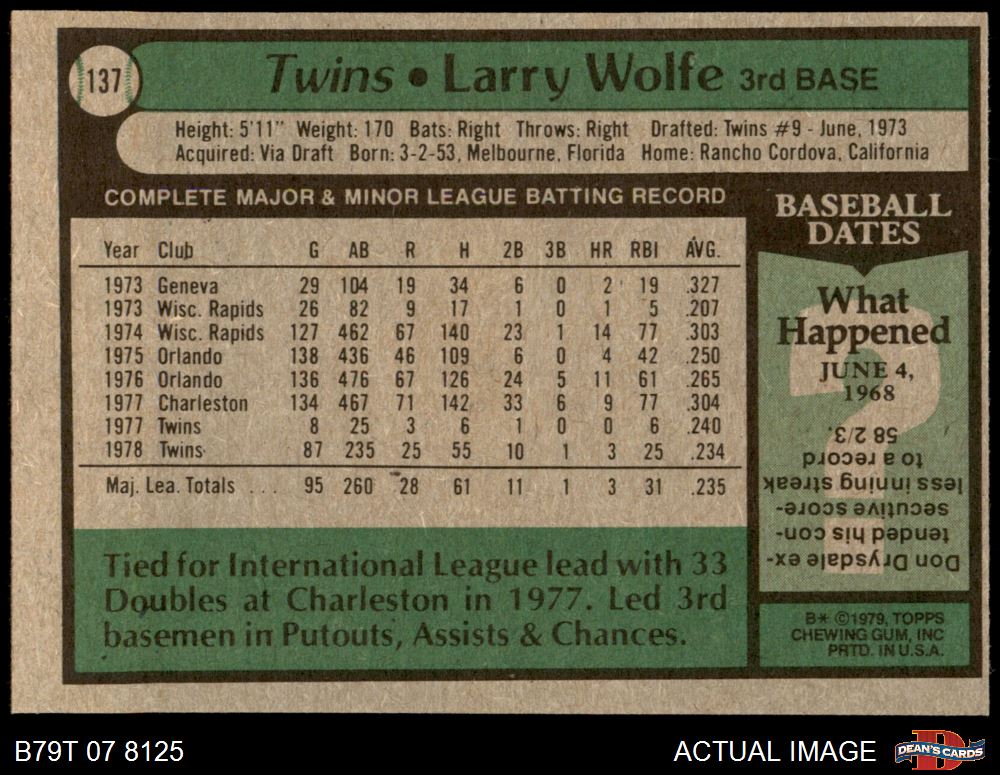 137
Twins • Larry Wolfe 3rd BASE
Height: 5'11" Weight: 170 Bats: Right Throws: Right Drafted: Twins #9 - June, 1973
Acquired: Via Draft Born: 3-2-53, Melbourne, Florida Home: Rancho Cordova, California
COMPLETE MAJOR & MINOR LEAGUE BATTING RECORD
Year Club G AB R H 2B 3B HR RBI AVG.
1973 Geneva 29 104 19 34 6 0 2 19 .327
1973 Wisc. Rapids 26 82 9 17 1 0 1 5 .207
1974 Wisc. Rapids 127 462 67 140 23 1 14 77 .303
1975 Orlando 138 436 46 109 6 0 4 42 .250
1976 Orlando 136 476 67 126 24 5 11 61 .265
1977 Charleston 134 467 71 142 33 6 9 77 .304
1977 Twins 8 25 3 6 1 0 0 6 .240
1978 Twins 87 235 25 55 10 1 3 25 .234
Maj. Lea. Totals ... 95 260 28 61 11 1 3 31 .235
Tied for International League lead with 33
Doubles at Charleston in 1977. Led 3rd
basemen in Putouts, Assists & Chances.
BASEBALL
DATES
What
Happened
JUNE 4,
1968
Don Drysdale ex-
tended his con-
secutive score-
less inning streak
to a record
58 2/3.
B* ©1979, TOPPS
CHEWING GUM, INC
PRTD. IN U.S.A.
B79T 07 8125
ACTUAL IMAGE
D
DEAN'S CARDS